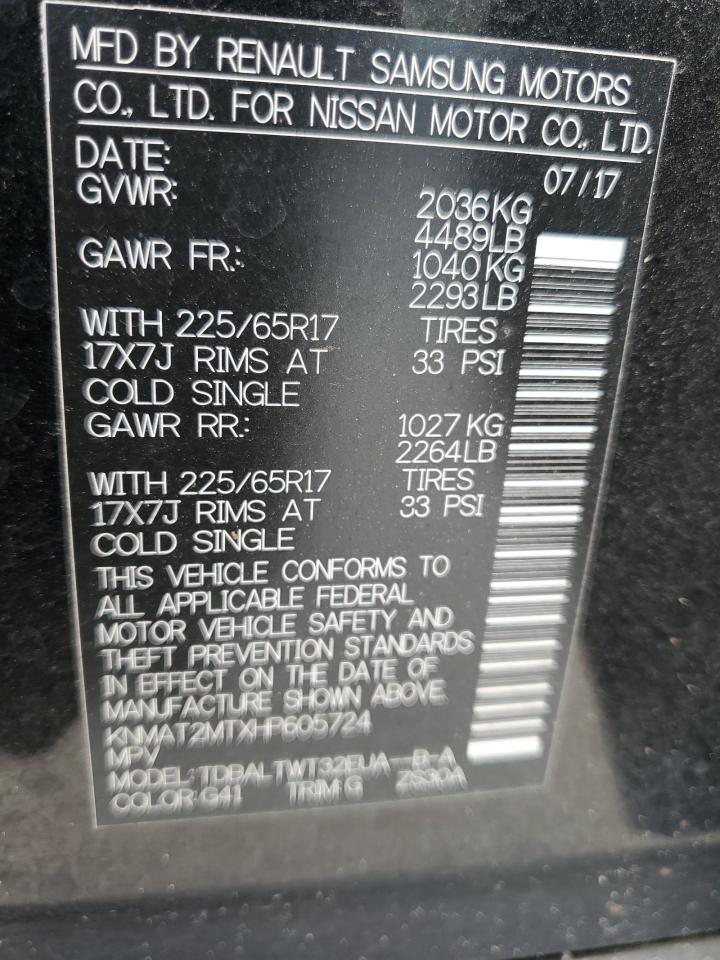 MFD BY RENAULT SAMSUNG MOTORS
CO., LTD. FOR NISSAN MOTOR CO., LTD.
DATE: 07/17
GVWR: 2036KG
4489LB
GAWR FR.: 1040KG
2293LB
WITH 225/65R17 TIRES
17X7J RIMS AT 33 PSI
COLD SINGLE
GAWR RR.: 1027KG
2264LB
WITH 225/65R17 TIRES
17X7J RIMS AT 33 PSI
COLD SINGLE
THIS VEHICLE CONFORMS TO
ALL APPLICABLE FEDERAL
MOTOR VEHICLE SAFETY AND
THEFT PREVENTION STANDARDS
IN EFFECT ON THE DATE OF
MANUFACTURE SHOWN ABOVE.
KNMAT2MTXHP605724
MPV
MODEL: TDBALTWT32EUA-B-A
COLOR: G41 TRIM: G